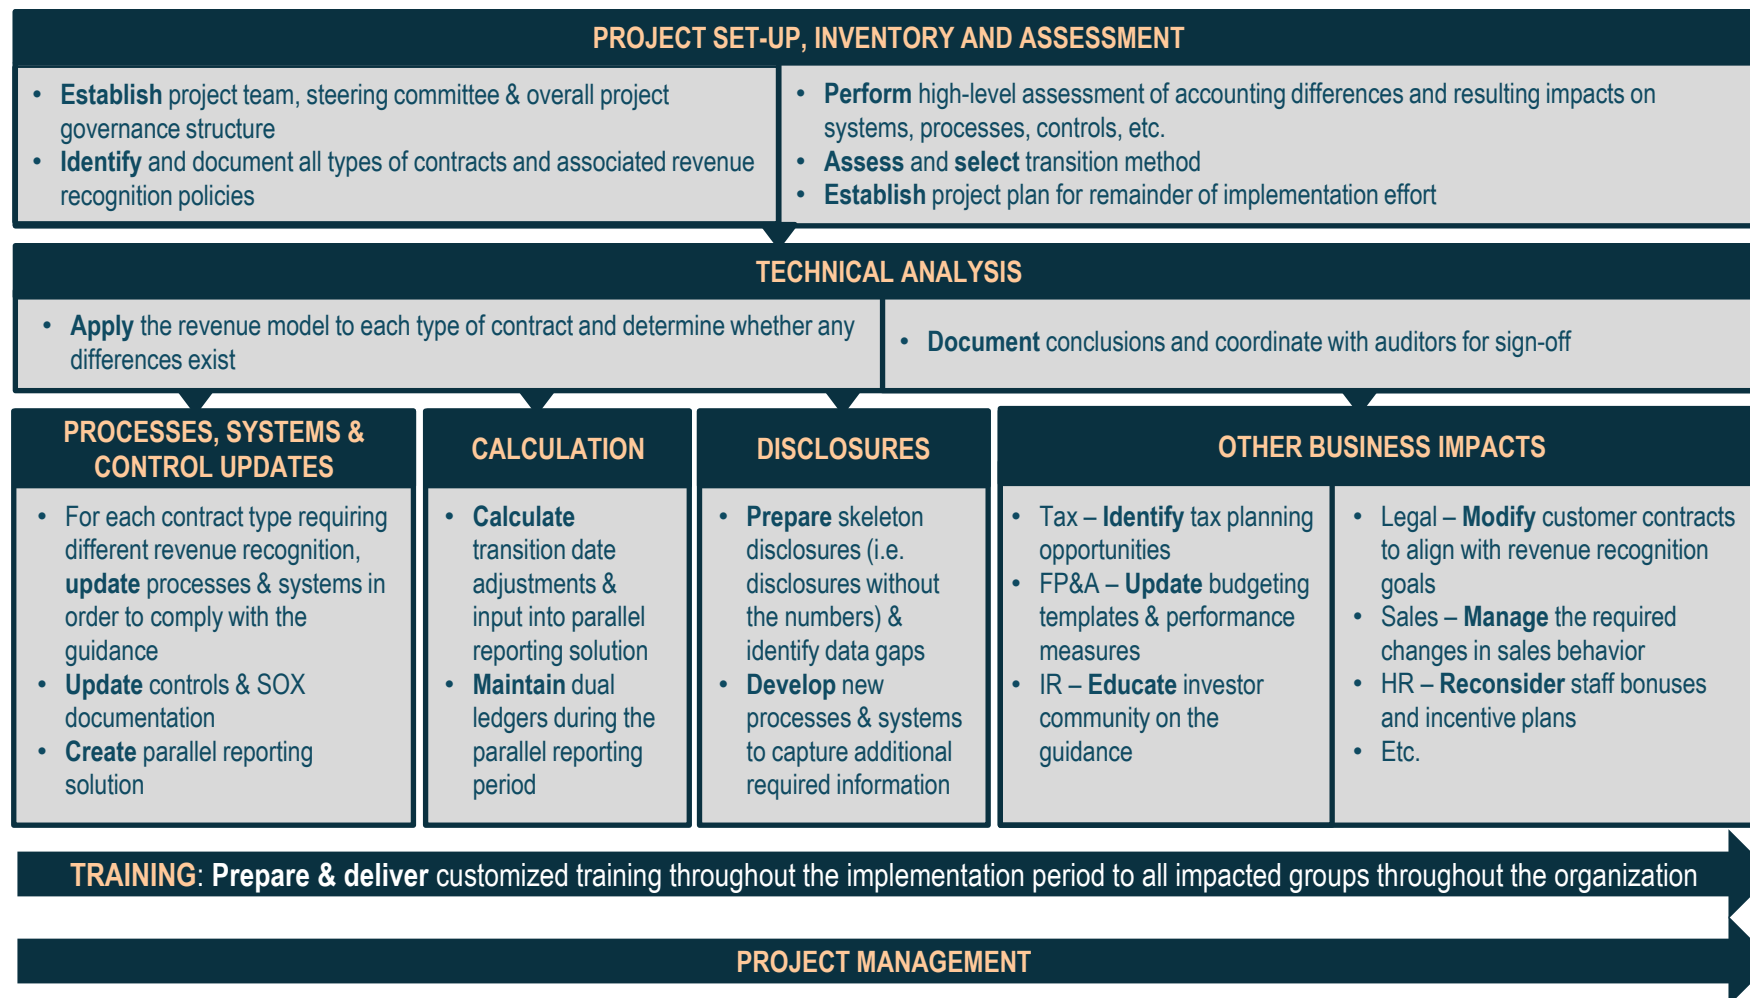 PROJECT SET-UP, INVENTORY AND ASSESSMENT
• Establish project team, steering committee & overall project
governance structure
• Identify and document all types of contracts and associated revenue
recognition policies
• Perform high-level assessment of accounting differences and resulting impacts on
systems, processes, controls, etc.
• Assess and select transition method
• Establish project plan for remainder of implementation effort
TECHNICAL ANALYSIS
• Apply the revenue model to each type of contract and determine whether any
differences exist
• Document conclusions and coordinate with auditors for sign-off
PROCESSES, SYSTEMS &
CONTROL UPDATES
• For each contract type requiring
different revenue recognition,
update processes & systems in
order to comply with the
guidance
• Update controls & SOX
documentation
• Create parallel reporting
solution
CALCULATION
• Calculate
transition date
adjustments &
input into parallel
reporting solution
• Maintain dual
ledgers during the
parallel reporting
period
DISCLOSURES
• Prepare skeleton
disclosures (i.e.
disclosures without
the numbers) &
identify data gaps
• Develop new
processes & systems
to capture additional
required information
OTHER BUSINESS IMPACTS
• Tax – Identify tax planning
opportunities
• FP&A – Update budgeting
templates & performance
measures
• IR – Educate investor
community on the
guidance
• Legal – Modify customer contracts
to align with revenue recognition
goals
• Sales – Manage the required
changes in sales behavior
• HR – Reconsider staff bonuses
and incentive plans
• Etc.
TRAINING: Prepare & deliver customized training throughout the implementation period to all impacted groups throughout the organization
PROJECT MANAGEMENT